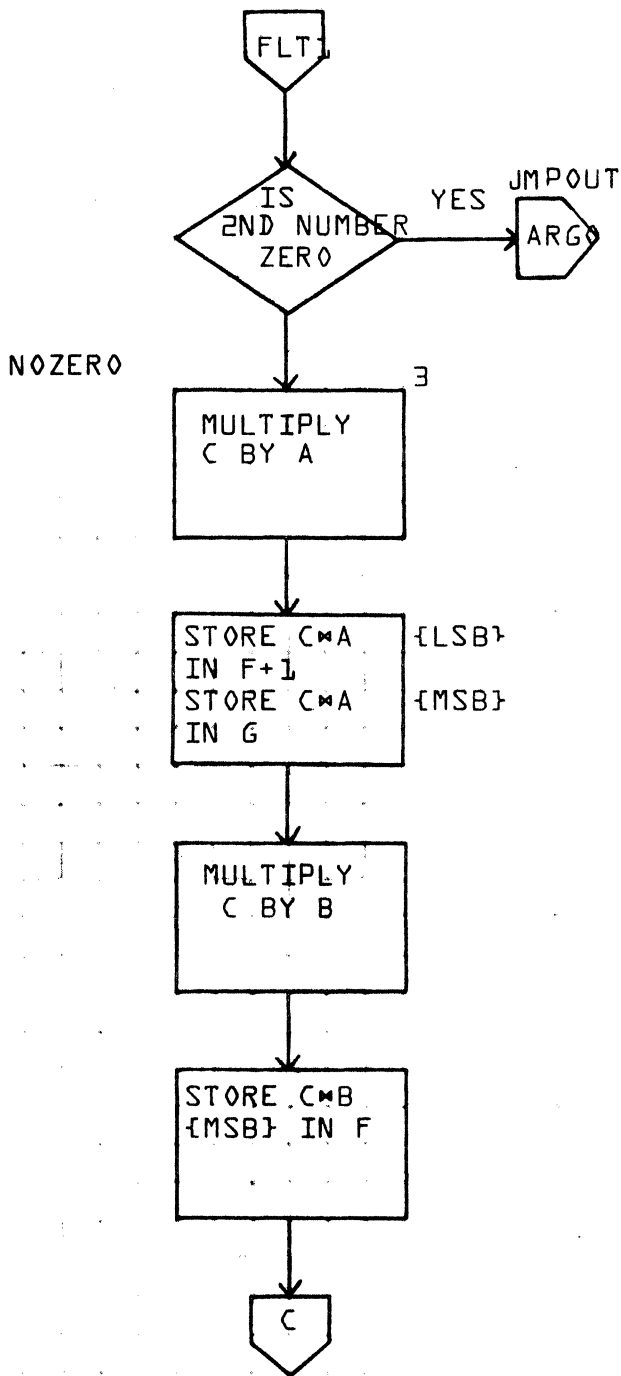 FLT1
IS
2ND NUMBER
ZERO
YES
JMPOUT
ARG0
NOZERO
3
MULTIPLY
C BY A
STORE C*A {LSB}
IN F+1
STORE C*A {MSB}
IN G
MULTIPLY
C BY B
STORE C*B
{MSB} IN F
C